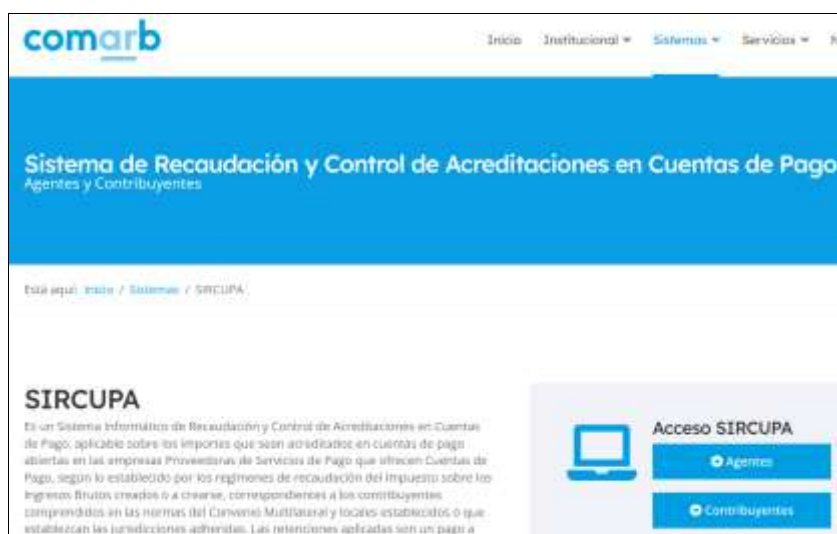 comarb
Inicio Institucional Sistemas Servicios N
Sistema de Recaudación y Control de Acreditaciones en Cuentas de Pago
Agentes y Contribuyentes
Está aquí: Inicio / Sistemas / SIRCUPA
SIRCUPA
Es un Sistema Informático de Recaudación y Control de Acreditaciones en Cuentas
de Pago, aplicable sobre los importes que sean acreditados en cuentas de pago
abiertas en las empresas Proveedoras de Servicios de Pago que ofrecen Cuentas de
Pago, según lo establecido por los regímenes de recaudación del Impuesto sobre los
Ingresos Brutos creados o a crearse, correspondientes a los contribuyentes
comprendidos en las normas del Convenio Multilateral y locales establecidos o que
establezcan las jurisdicciones adheridas. Las retenciones aplicadas son un pago a
Acceso SIRCUPA
Agentes
Contribuyentes